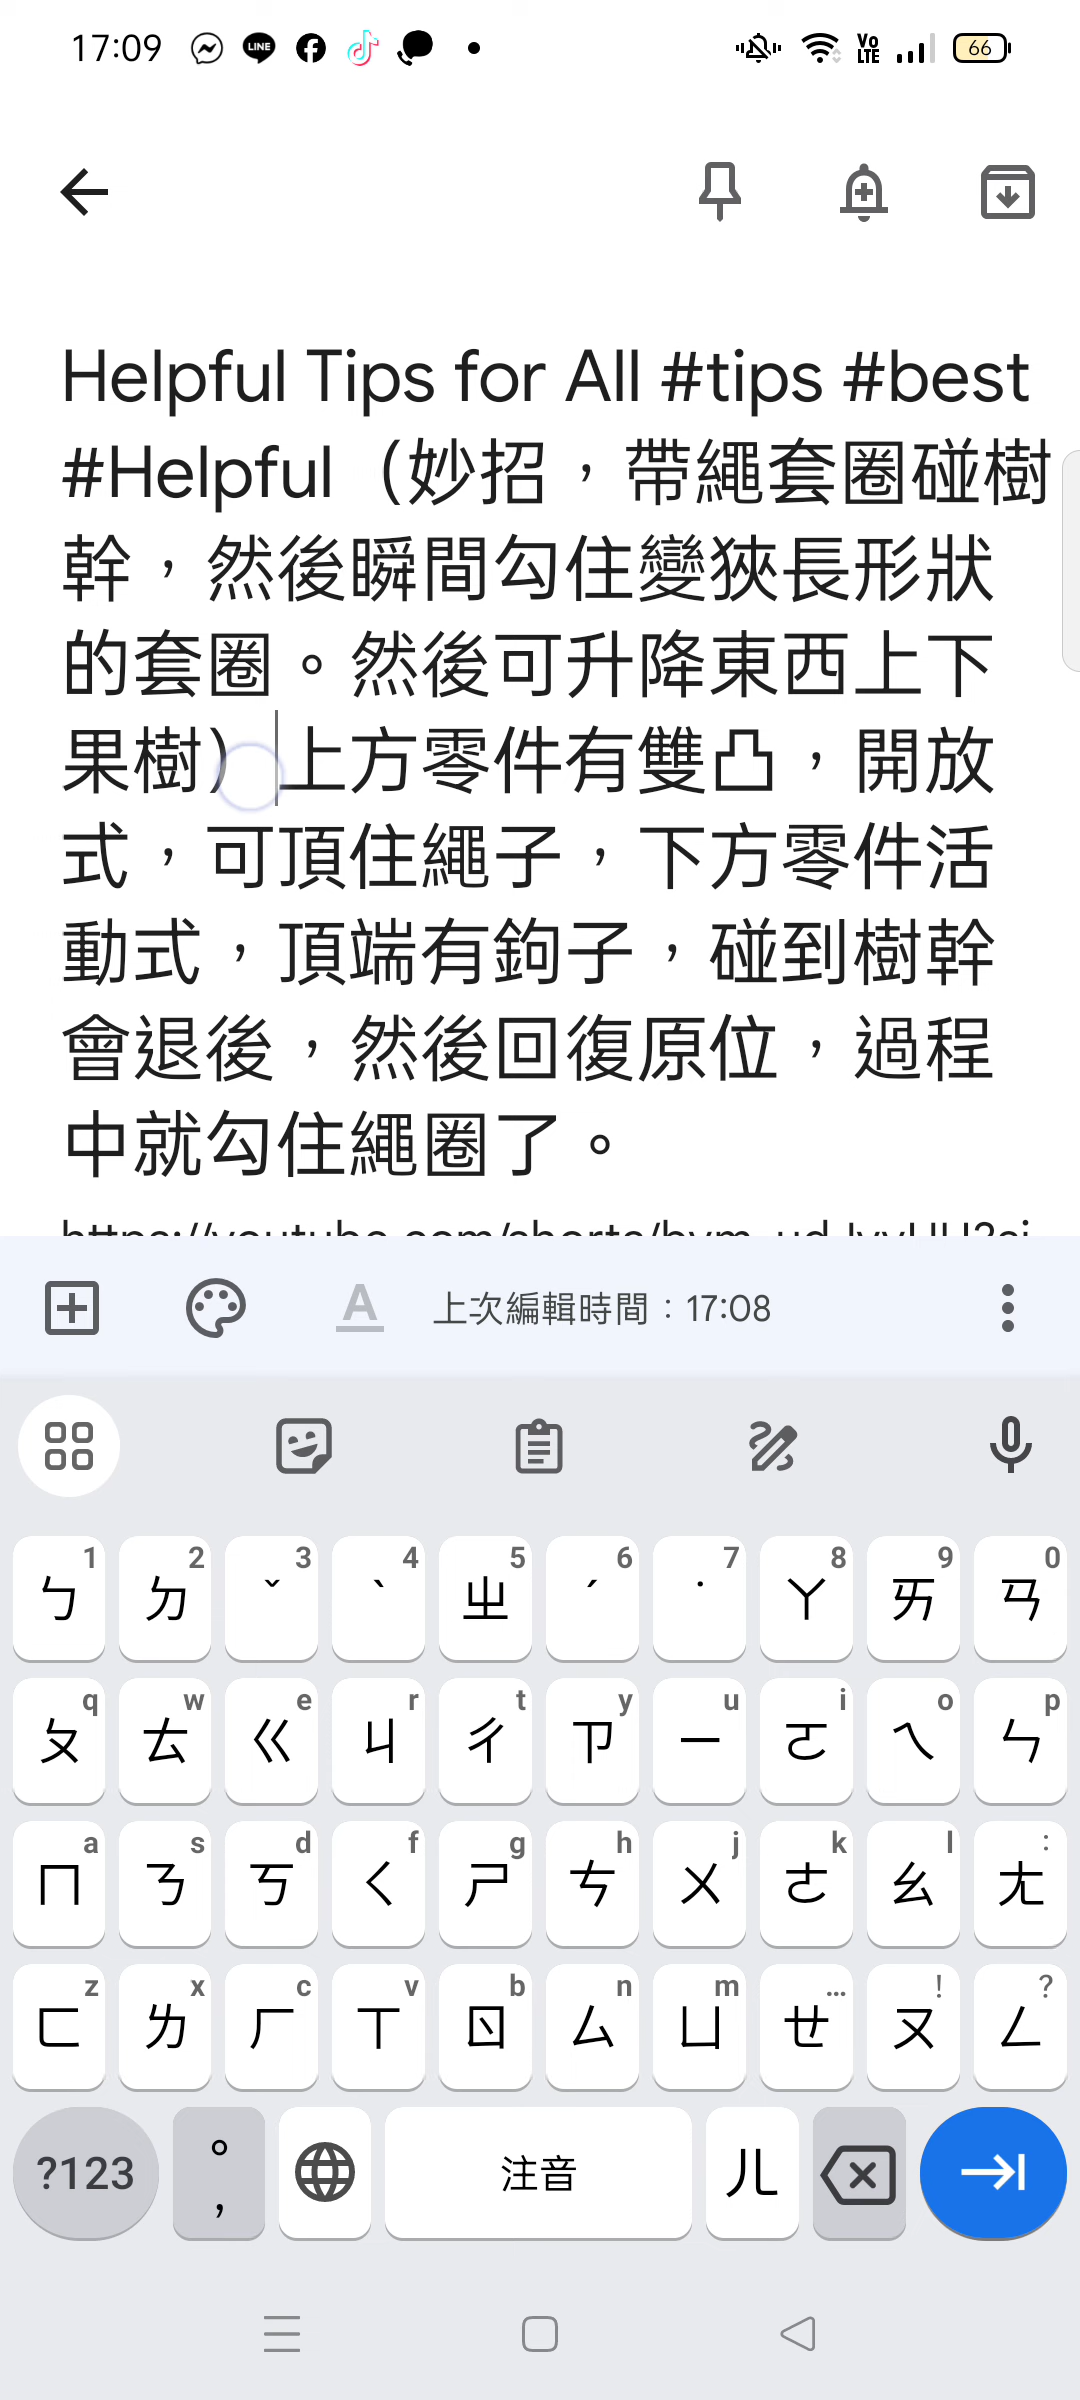 17:09
LINE
Vo LTE
66
Helpful Tips for All #tips #best
#Helpful（妙招，帶繩套圈碰樹
幹，然後瞬間勾住變狹長形狀
的套圈。然後可升降東西上下
果樹）上方零件有雙凸，開放
式，可頂住繩子，下方零件活
動式，頂端有鉤子，碰到樹幹
會退後，然後回復原位，過程
中就勾住繩圈了。
A 上次編輯時間：17:08
1 2 3 4 5 6 7 8 9 0
ㄅ ㄉ ˇ ˋ ㄓ ˊ ˙ ㄚ ㄞ ㄢ
q w e r t y u i o p
ㄆ ㄊ ㄍ ㄐ ㄔ ㄗ ㄧ ㄛ ㄟ ㄣ
a s d f g h j k l :
ㄇ ㄋ ㄎ ㄑ ㄕ ㄘ ㄨ ㄜ ㄠ ㄤ
z x c v b n m … ! ?
ㄈ ㄌ ㄏ ㄒ ㄖ ㄙ ㄩ ㄝ ㄡ ㄥ
?123 。， 注音 ㄦ